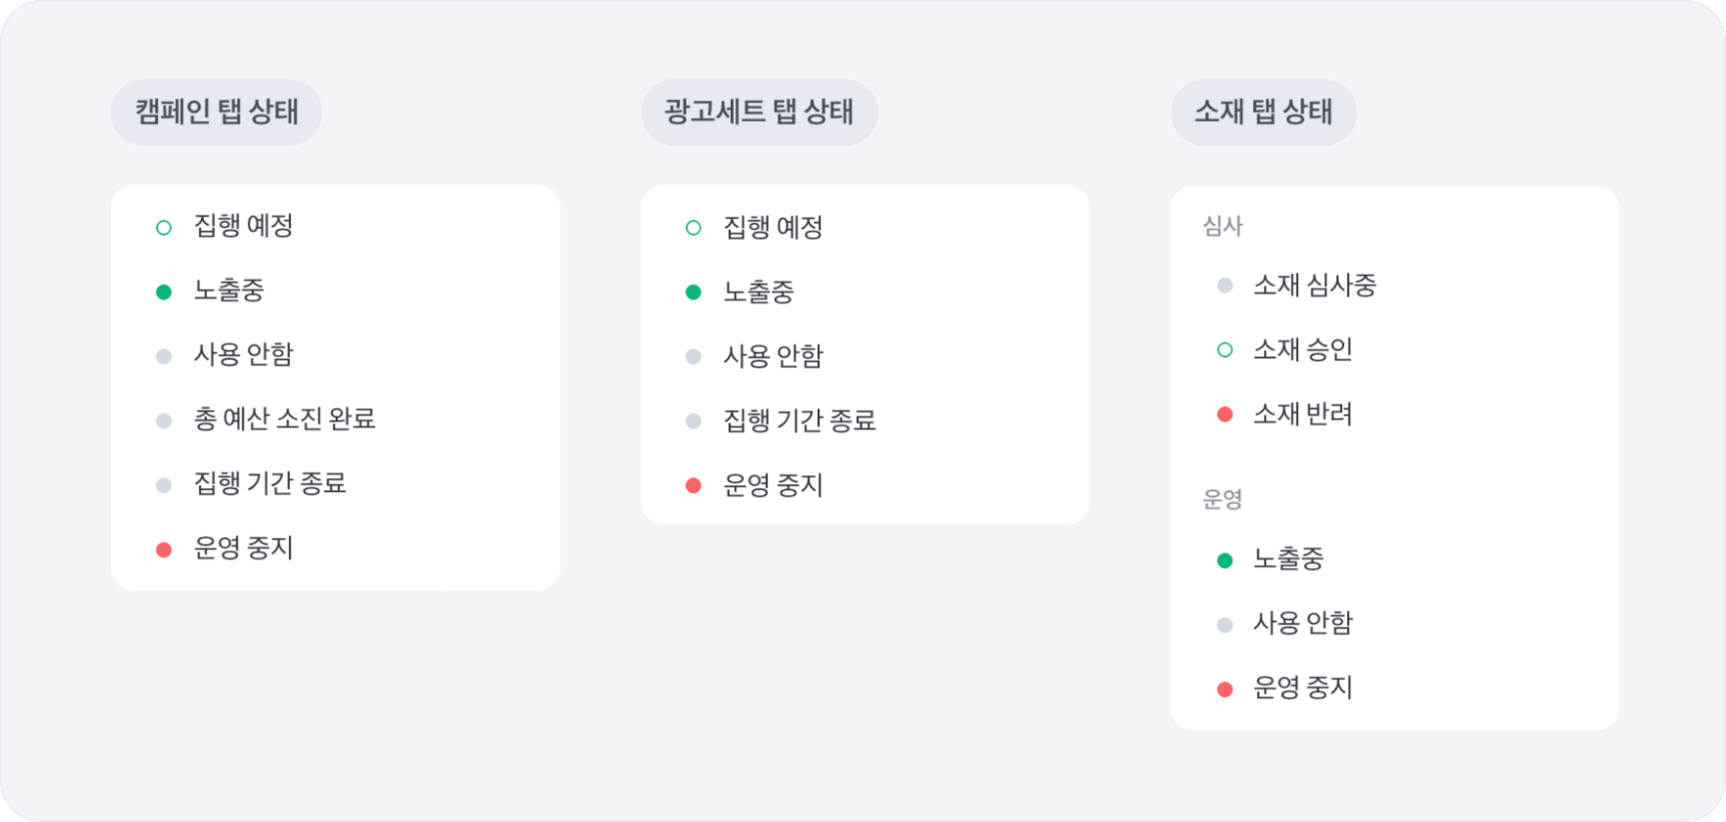 캠페인 탭 상태
집행 예정
노출중
사용 안함
총 예산 소진 완료
집행 기간 종료
운영 중지
광고세트 탭 상태
집행 예정
노출중
사용 안함
집행 기간 종료
운영 중지
소재 탭 상태
심사
소재 심사중
소재 승인
소재 반려
운영
노출중
사용 안함
운영 중지